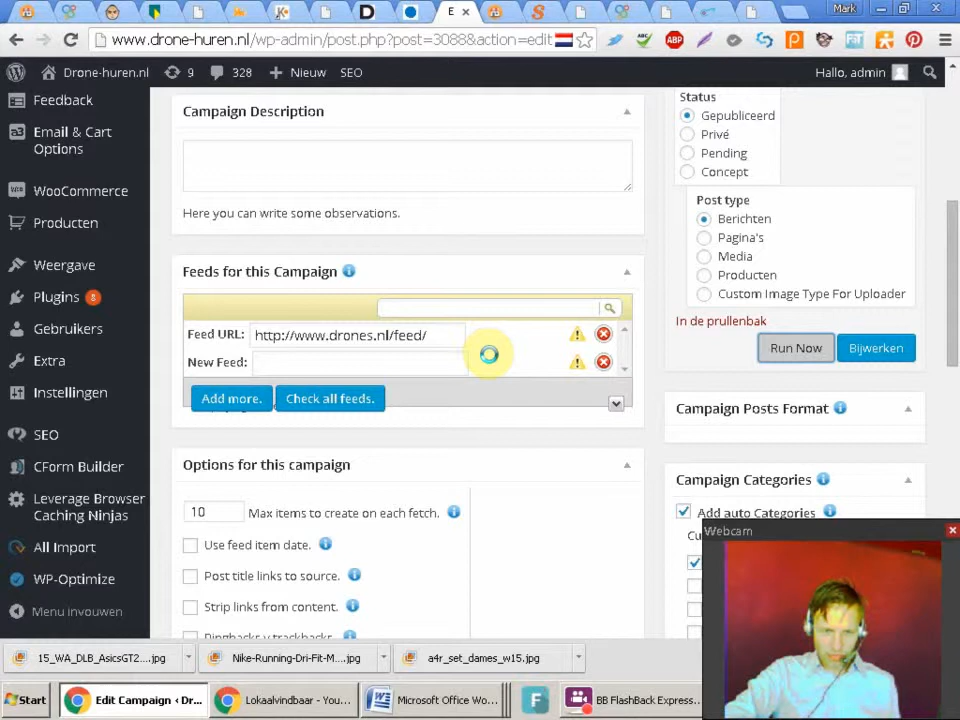 E
Mark
www.drone-huren.nl/wp-admin/post.php?post=3088&action=edit
ABP
Drone-huren.nl
9
328
Nieuw
SEO
Hallo, admin
Feedback
Email & Cart
Options
WooCommerce
Producten
Weergave
Plugins 8
Gebruikers
Extra
Instellingen
SEO
CForm Builder
Leverage Browser
Caching Ninjas
All Import
WP-Optimize
Menu invouwen
Campaign Description
Here you can write some observations.
Feeds for this Campaign
Feed URL: http://www.drones.nl/feed/
New Feed:
Add more.
Check all feeds.
Options for this campaign
10 Max items to create on each fetch.
Use feed item date.
Post title links to source.
Strip links from content.
Pingbacks y trackbacks
Status
Gepubliceerd
Privé
Pending
Concept
Post type
Berichten
Pagina's
Media
Producten
Custom Image Type For Uploader
In de prullenbak
Run Now
Bijwerken
Campaign Posts Format
Campaign Categories
Add auto Categories
Cu
Webcam
15_WA_DLB_AsicsGT2....jpg
Nike-Running-Dri-Fit-M....jpg
a4r_set_dames_w15.jpg
Start
Edit Campaign ‹ Dr...
Lokaalvindbaar - You...
Microsoft Office Wo...
F
BB FlashBack Express...